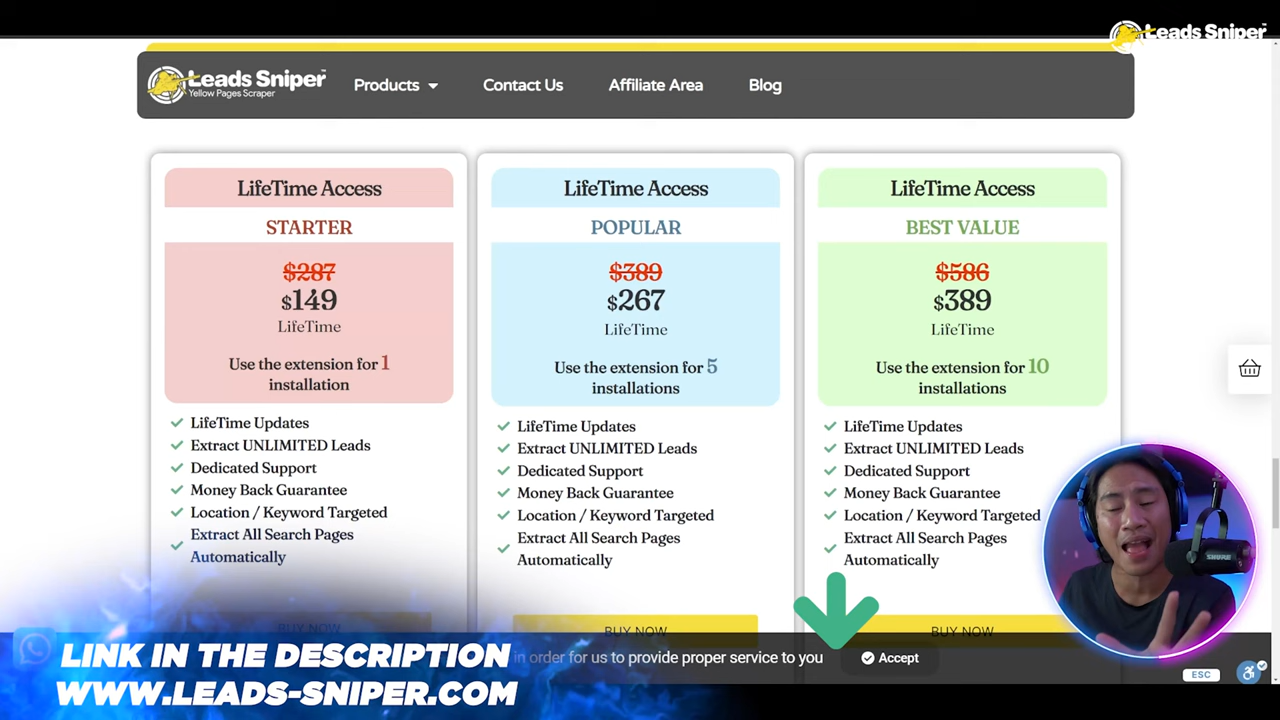 Leads Sniper
Leads Sniper
Yellow Pages Scraper
Products
Contact Us
Affiliate Area
Blog
LifeTime Access
STARTER
$287
$149
LifeTime
Use the extension for 1
installation
LifeTime Updates
Extract UNLIMITED Leads
Dedicated Support
Money Back Guarantee
Location / Keyword Targeted
Extract All Search Pages
Automatically
BUY NOW
LifeTime Access
POPULAR
$389
$267
LifeTime
Use the extension for 5
installations
LifeTime Updates
Extract UNLIMITED Leads
Dedicated Support
Money Back Guarantee
Location / Keyword Targeted
Extract All Search Pages
Automatically
BUY NOW
LifeTime Access
BEST VALUE
$586
$389
LifeTime
Use the extension for 10
installations
LifeTime Updates
Extract UNLIMITED Leads
Dedicated Support
Money Back Guarantee
Location / Keyword Targeted
Extract All Search Pages
Automatically
BUY NOW
SHURE
in order for us to provide proper service to you
Accept
ESC
LINK IN THE DESCRIPTION
WWW.LEADS-SNIPER.COM